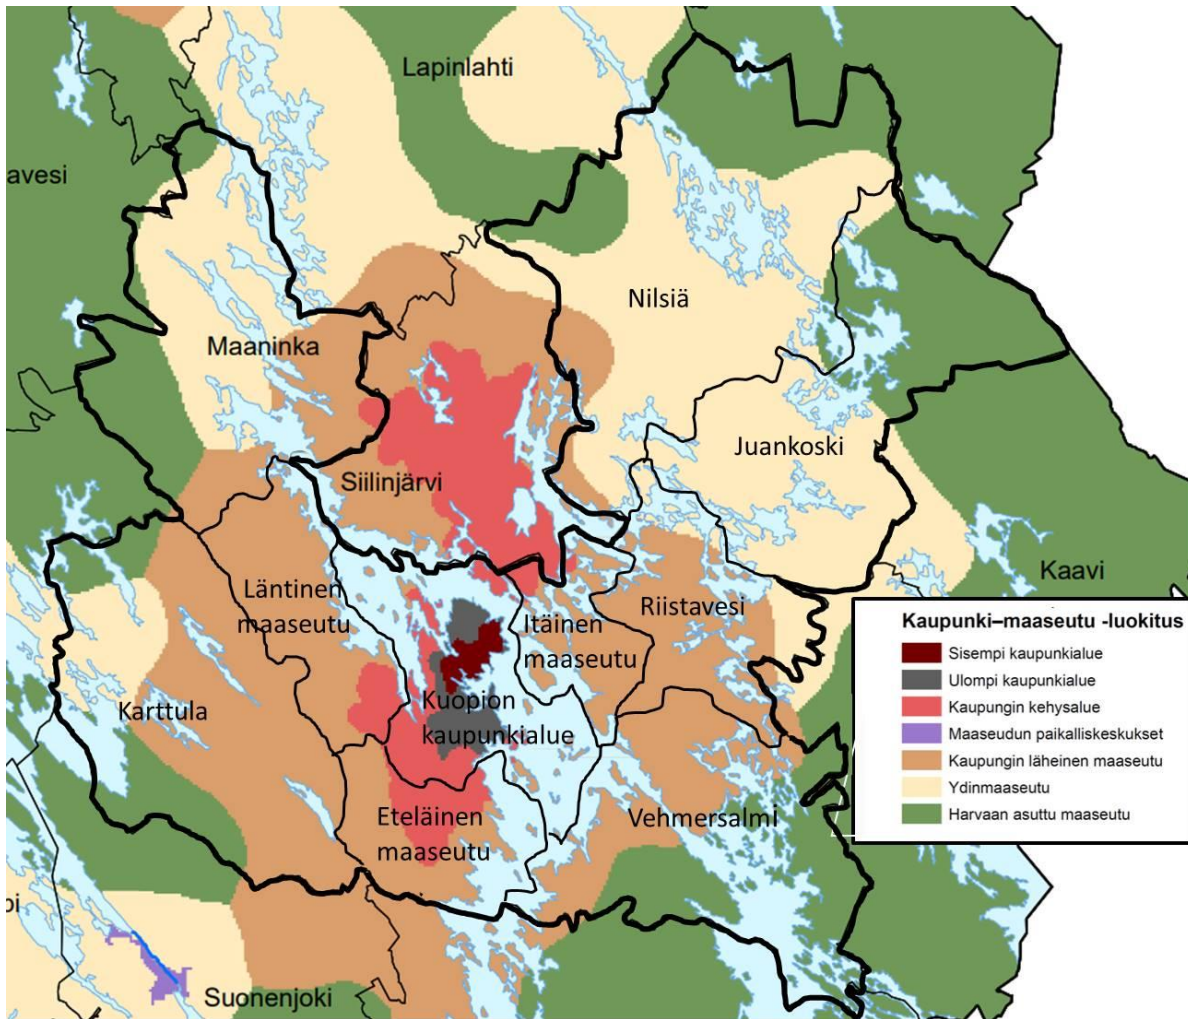 Lapinlahti
avesi
Nilsiä
Maaninka
Juankoski
Siilinjärvi
Kaavi
Läntinen
maaseutu
Itäinen
maaseutu
Riistavesi
Karttula
Kuopion
kaupunkialue
Eteläinen
maaseutu
Vehmersalmi
oi
Suonenjoki
Kaupunki–maaseutu -luokitus
Sisempi kaupunkialue
Ulompi kaupunkialue
Kaupungin kehysalue
Maaseudun paikalliskeskukset
Kaupungin läheinen maaseutu
Ydinmaaseutu
Harvaan asuttu maaseutu